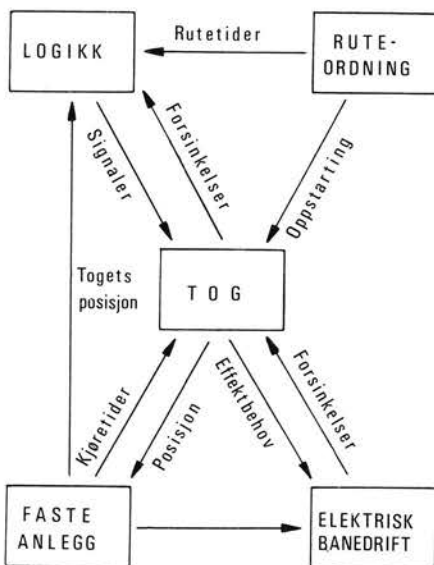 LOGIKK
Rutetider
RUTE-
ORDNING
Signaler
Forsinkelser
Oppstarting
TOG
Togets
posisjon
Kjøretider
Posisjon
Effektbehov
Forsinkelser
FASTE
ANLEGG
ELEKTRISK
BANEDRIFT